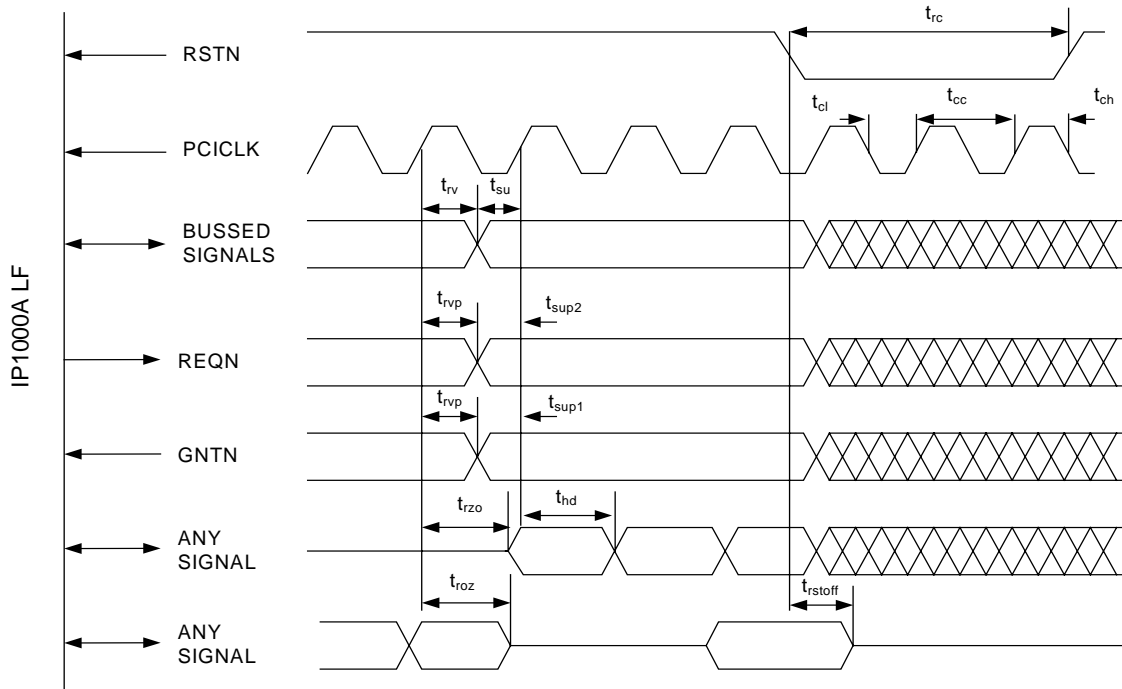 IP1000A LF
t_rc
RSTN
t_cl
t_cc
t_ch
PCICLK
t_rv
t_su
BUSSED
SIGNALS
t_rvp
t_sup2
REQN
t_rvp
t_sup1
GNTN
t_rzo
t_hd
ANY
SIGNAL
t_roz
t_rstoff
ANY
SIGNAL